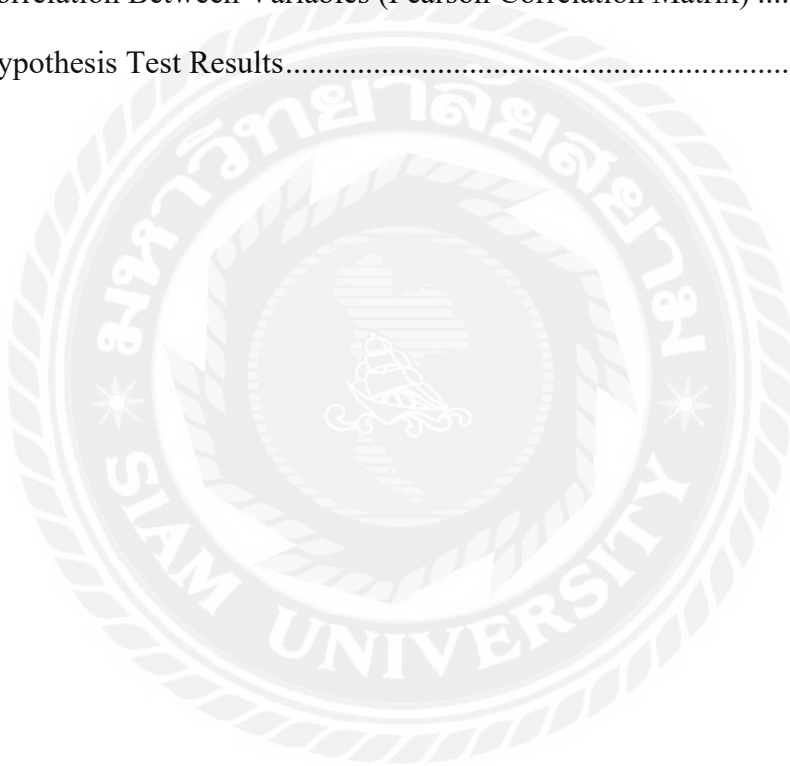 orrelation Between Variables (Pearson Correlation Matrix) ....
ypothesis Test Results..............................................................
มหาวิทยาลัยสยาม
SIAM UNIVERSITY